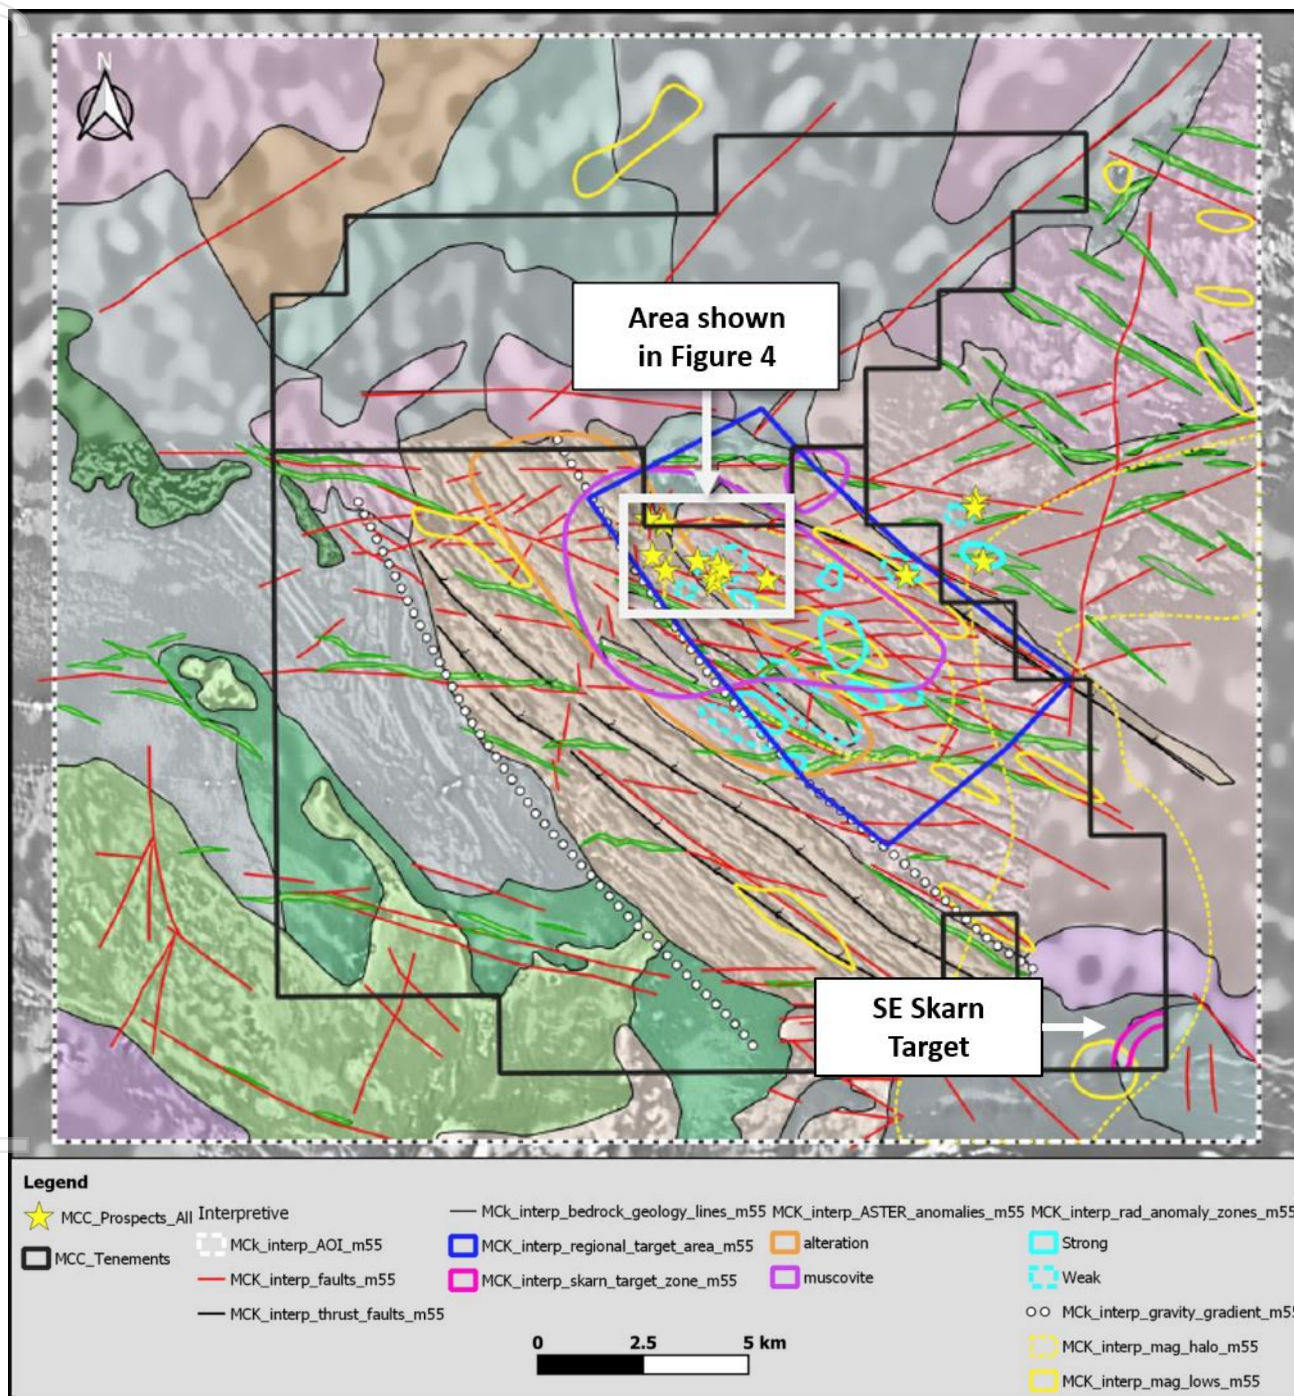 N
Area shown
in Figure 4
SE Skarn
Target
Legend
MCC_Prospects_All
MCC_Tenements
Interpretive
MCk_interp_AOI_m55
MCK_interp_faults_m55
MCK_interp_thrust_faults_m55
MCk_interp_bedrock_geology_lines_m55
MCK_interp_regional_target_area_m55
MCK_interp_skarn_target_zone_m55
MCK_interp_ASTER_anomalies_m55
alteration
muscovite
MCK_interp_rad_anomaly_zones_m55
Strong
Weak
MCk_interp_gravity_gradient_m55
MCK_interp_mag_halo_m55
MCK_interp_mag_lows_m55
0 2.5 5 km